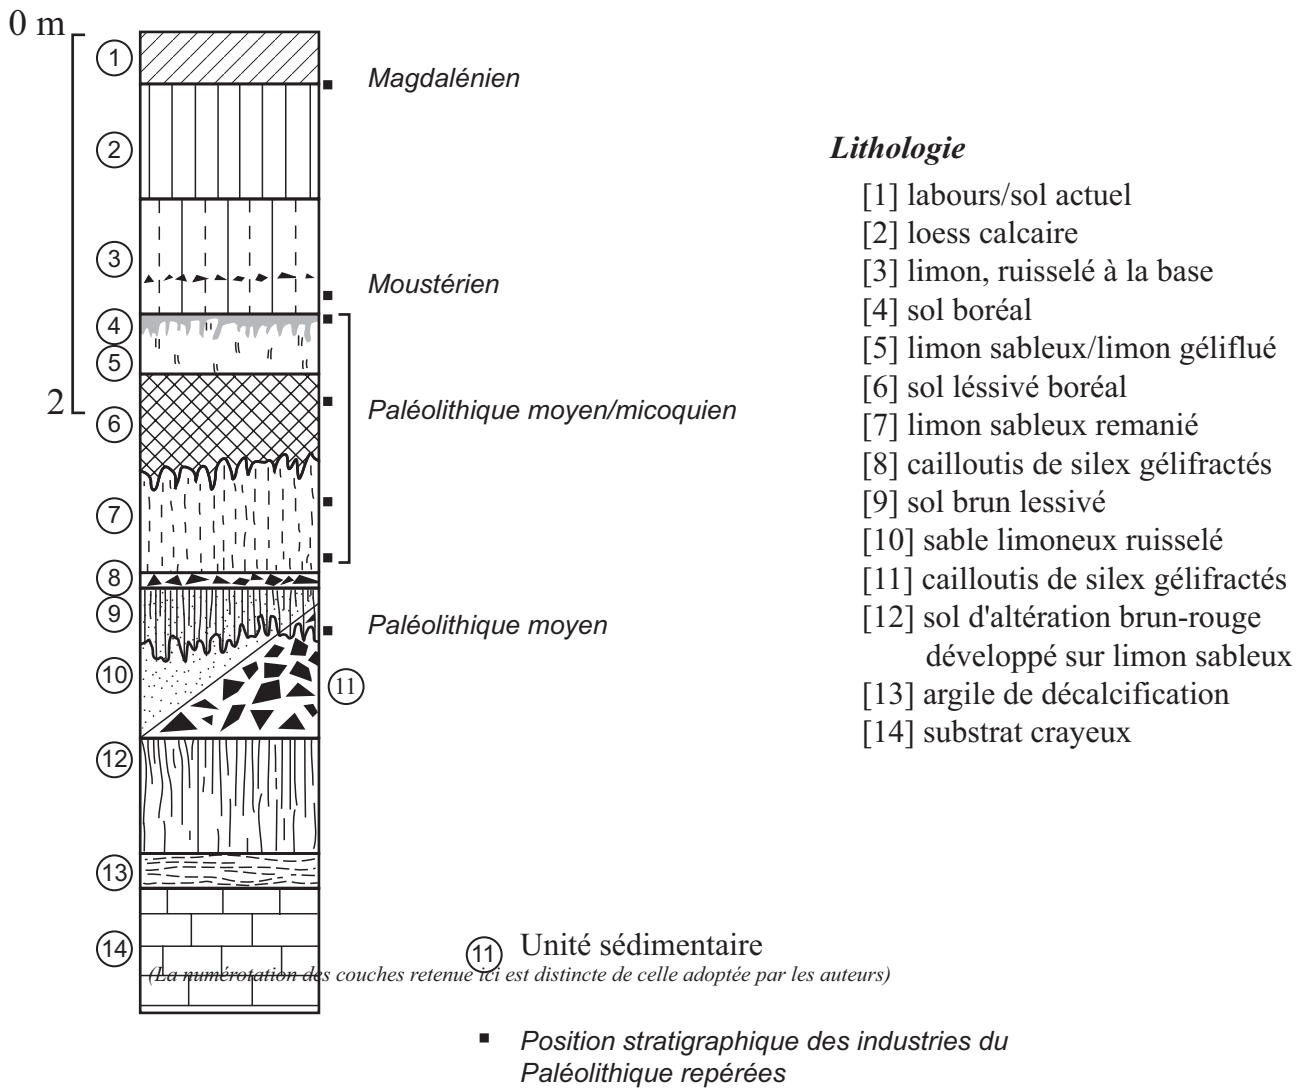 0 m
1
Magdalénien
2
3
Moustérien
4
5
2
6
Paléolithique moyen/micoquien
7
8
9
Paléolithique moyen
10
11
12
13
14
Lithologie
[1] labours/sol actuel
[2] loess calcaire
[3] limon, ruisselé à la base
[4] sol boréal
[5] limon sableux/limon géliflué
[6] sol léssivé boréal
[7] limon sableux remanié
[8] cailloutis de silex gélifractés
[9] sol brun lessivé
[10] sable limoneux ruisselé
[11] cailloutis de silex gélifractés
[12] sol d'altération brun-rouge
développé sur limon sableux
[13] argile de décalcification
[14] substrat crayeux
11 Unité sédimentaire
(La numérotation des couches retenue ici est distincte de celle adoptée par les auteurs)
Position stratigraphique des industries du
Paléolithique repérées